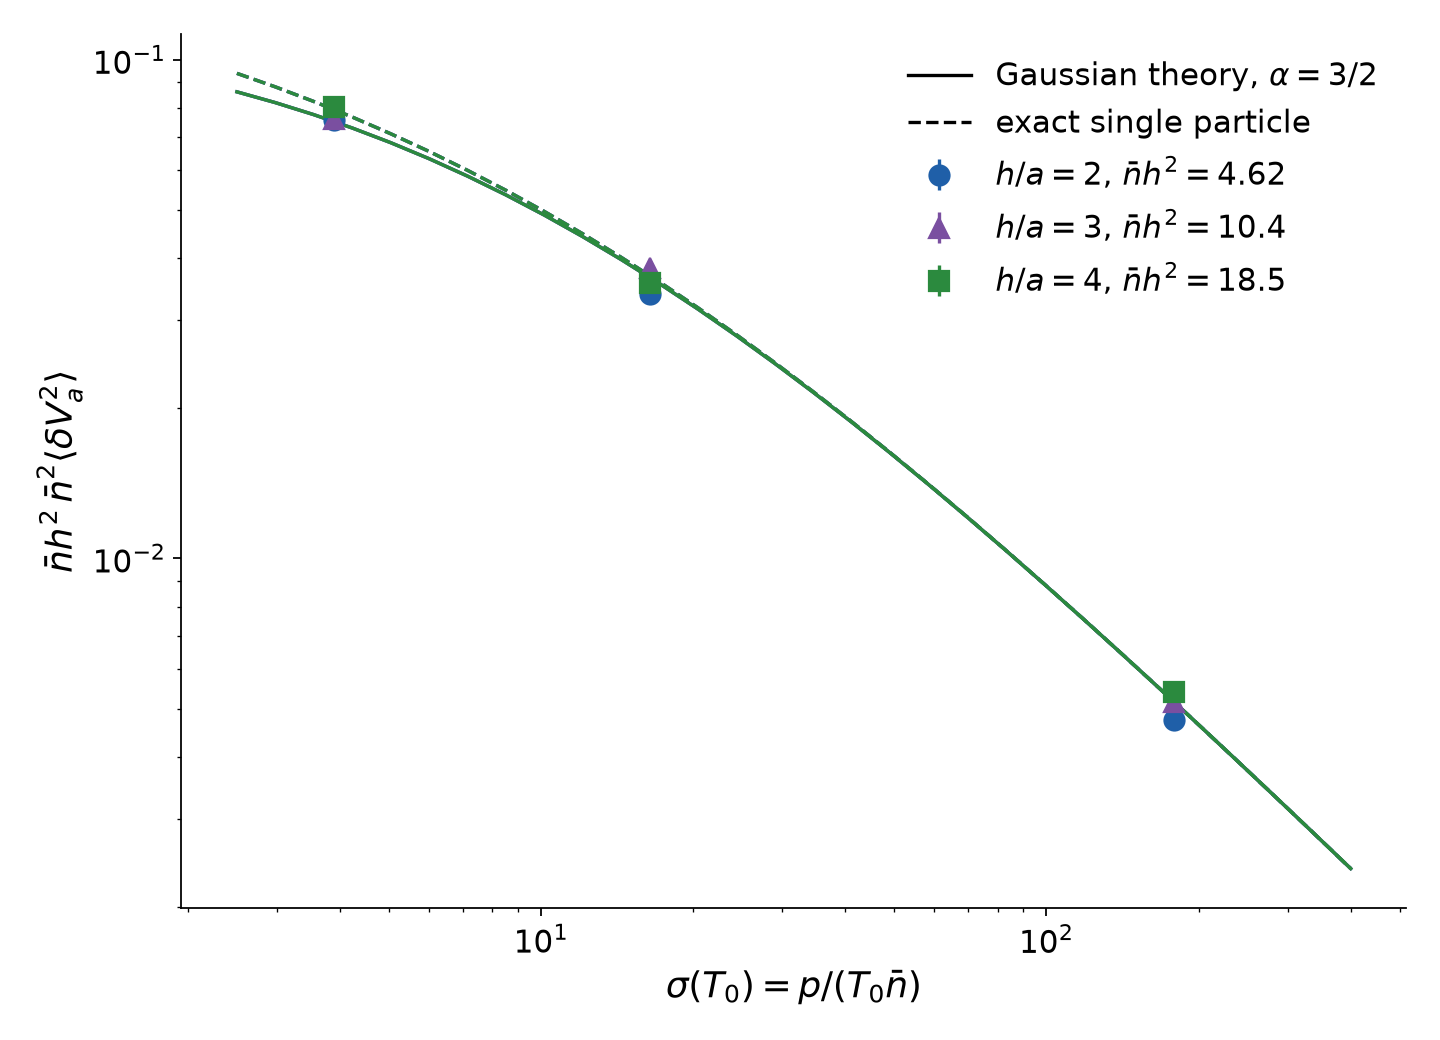 10⁻¹
10⁻²
10¹
10²
n̄h² n̄²⟨δV²ₐ⟩
σ(T₀) = p/(T₀n̄)
Gaussian theory, α = 3/2
exact single particle
h/a = 2, n̄h² = 4.62
h/a = 3, n̄h² = 10.4
h/a = 4, n̄h² = 18.5